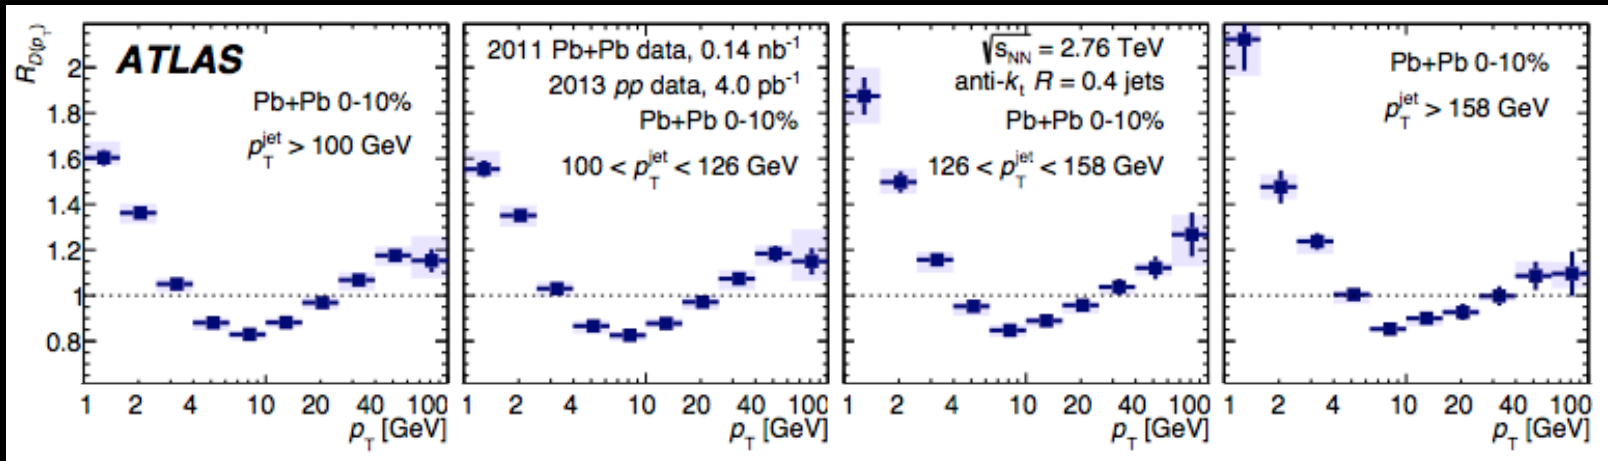 R_D(p_T)
2
1.8
1.6
1.4
1.2
1
0.8
ATLAS
Pb+Pb 0-10%
p_T^jet > 100 GeV
1 2 4 10 20 40 100
p_T [GeV]
2011 Pb+Pb data, 0.14 nb⁻¹
2013 pp data, 4.0 pb⁻¹
Pb+Pb 0-10%
100 < p_T^jet < 126 GeV
1 2 4 10 20 40 100
p_T [GeV]
√s_NN = 2.76 TeV
anti-k_t R = 0.4 jets
Pb+Pb 0-10%
126 < p_T^jet < 158 GeV
1 2 4 10 20 40 100
p_T [GeV]
Pb+Pb 0-10%
p_T^jet > 158 GeV
1 2 4 10 20 40 100
p_T [GeV]